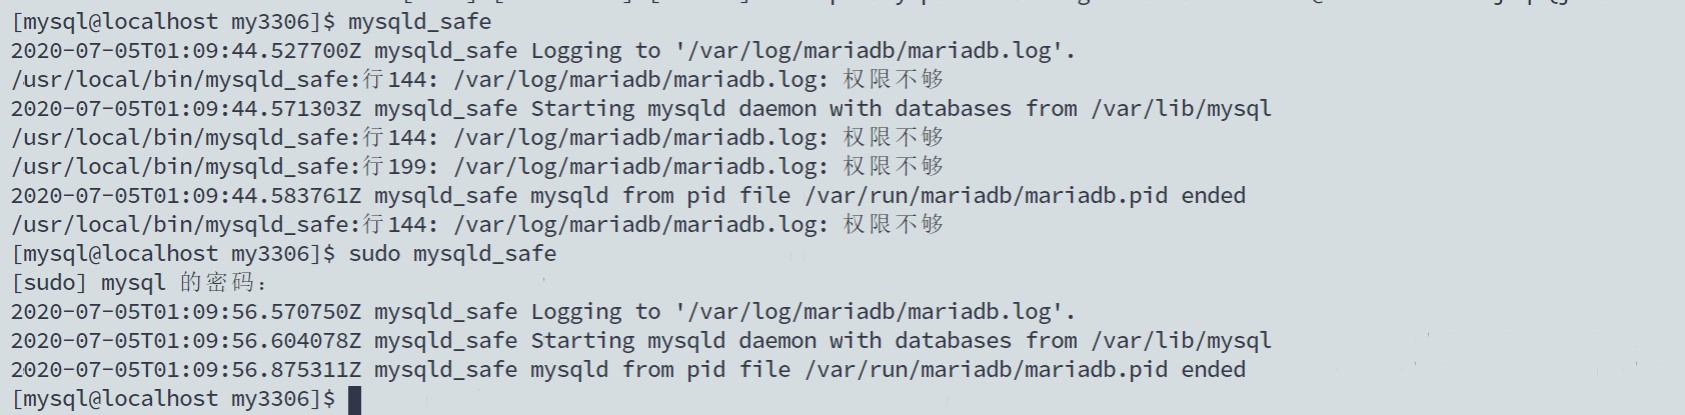 [mysql@localhost my3306]$ mysqld_safe
2020-07-05T01:09:44.527700Z mysqld_safe Logging to '/var/log/mariadb/mariadb.log'.
/usr/local/bin/mysqld_safe:行144: /var/log/mariadb/mariadb.log: 权限不够
2020-07-05T01:09:44.571303Z mysqld_safe Starting mysqld daemon with databases from /var/lib/mysql
/usr/local/bin/mysqld_safe:行144: /var/log/mariadb/mariadb.log: 权限不够
/usr/local/bin/mysqld_safe:行199: /var/log/mariadb/mariadb.log: 权限不够
2020-07-05T01:09:44.583761Z mysqld_safe mysqld from pid file /var/run/mariadb/mariadb.pid ended
/usr/local/bin/mysqld_safe:行144: /var/log/mariadb/mariadb.log: 权限不够
[mysql@localhost my3306]$ sudo mysqld_safe
[sudo] mysql 的密码：
2020-07-05T01:09:56.570750Z mysqld_safe Logging to '/var/log/mariadb/mariadb.log'.
2020-07-05T01:09:56.604078Z mysqld_safe Starting mysqld daemon with databases from /var/lib/mysql
2020-07-05T01:09:56.875311Z mysqld_safe mysqld from pid file /var/run/mariadb/mariadb.pid ended
[mysql@localhost my3306]$